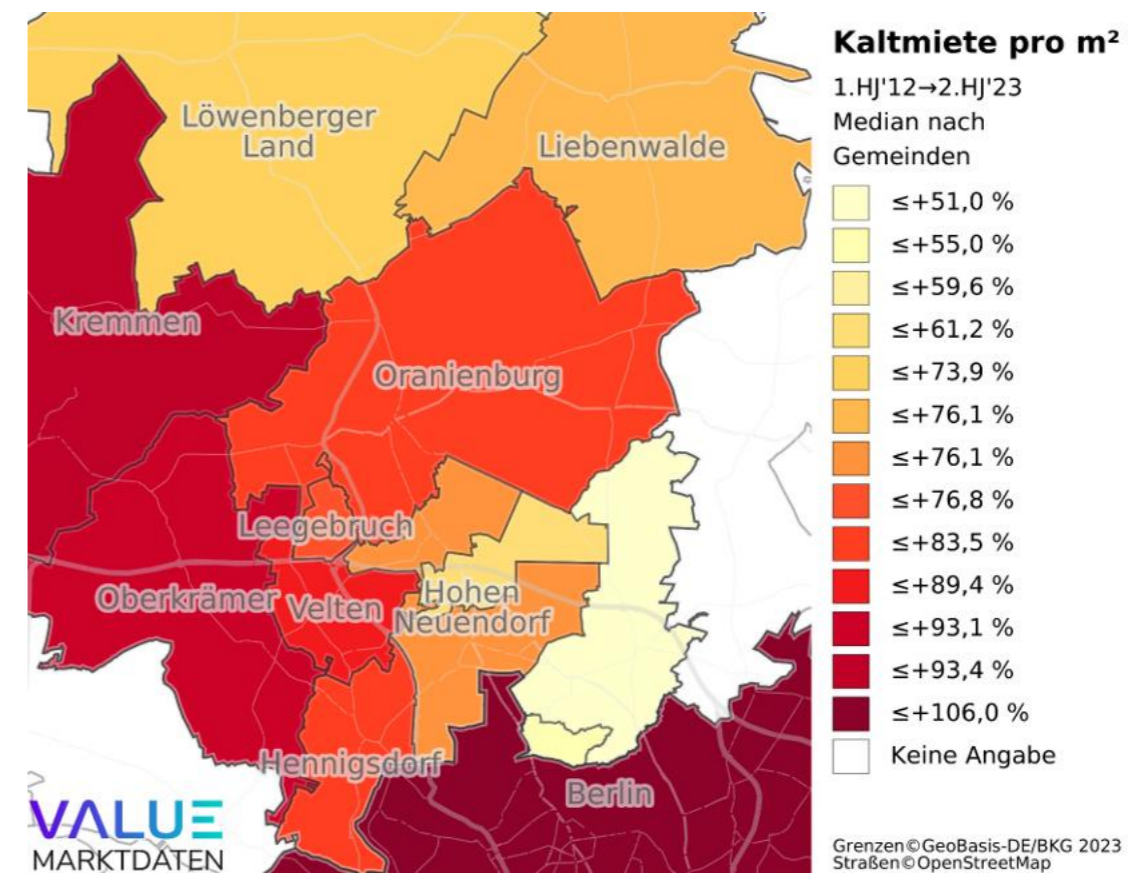 Kaltmiete pro m²
1.HJ'12→2.HJ'23
Median nach
Gemeinden
≤+51,0 %
≤+55,0 %
≤+59,6 %
≤+61,2 %
≤+73,9 %
≤+76,1 %
≤+76,1 %
≤+76,8 %
≤+83,5 %
≤+89,4 %
≤+93,1 %
≤+93,4 %
≤+106,0 %
Keine Angabe
Löwenberger
Land
Liebenwalde
Kremmen
Oranienburg
Leegebruch
Oberkrämer
Velten
Hohen
Neuendorf
Hennigsdorf
Berlin
VALUE
MARKTDATEN
Grenzen©GeoBasis-DE/BKG 2023
Straßen©OpenStreetMap